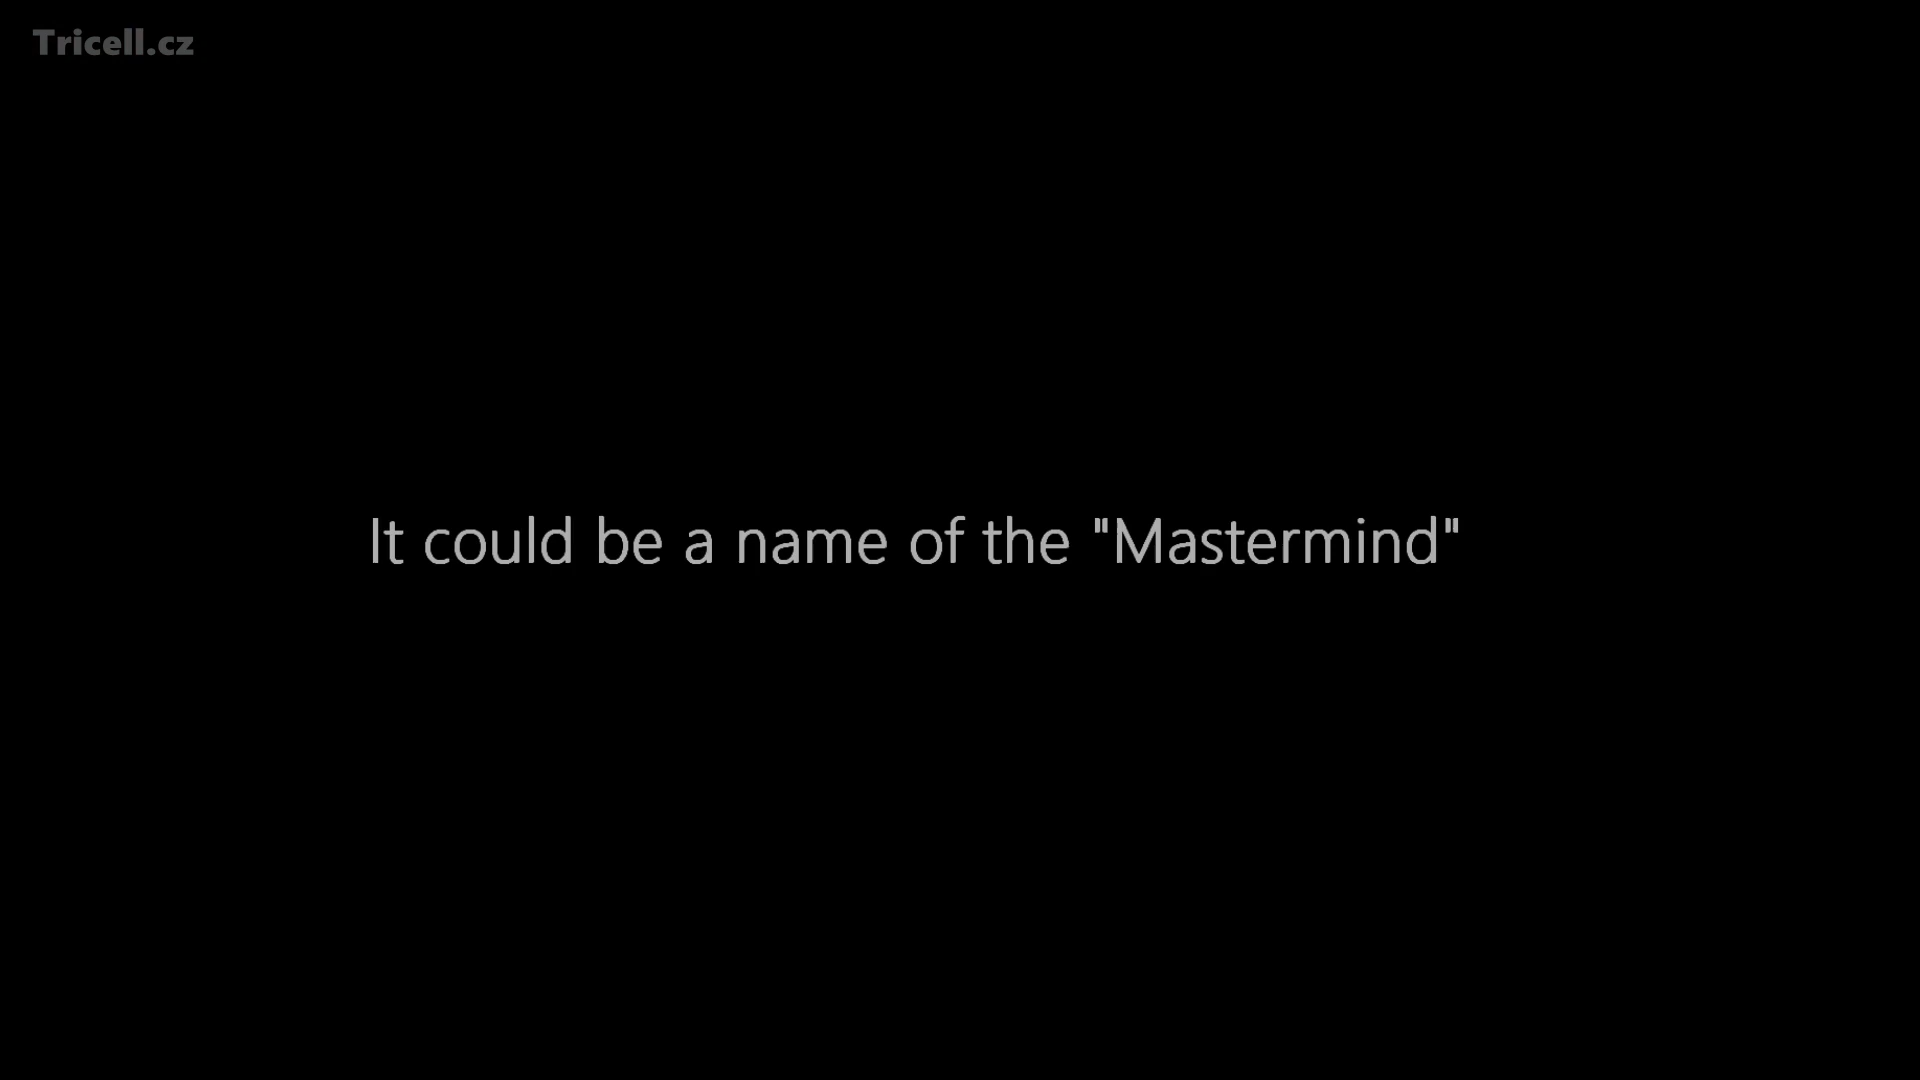 Tricell.cz
It could be a name of the "Mastermind"